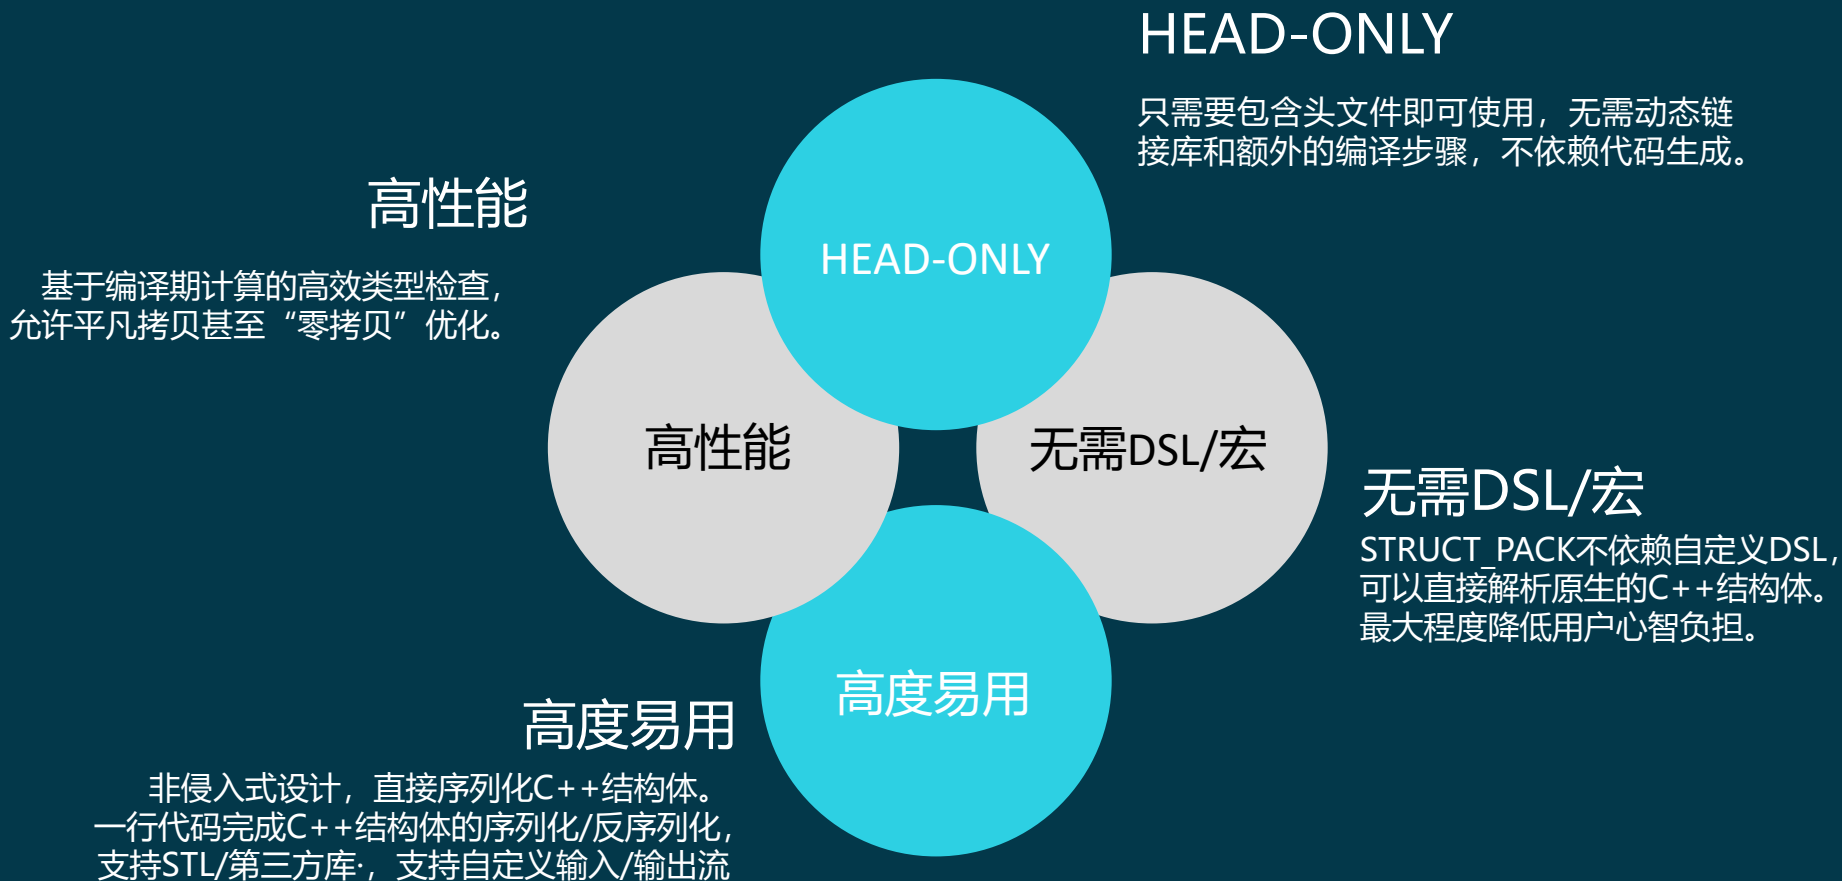 HEAD-ONLY
只需要包含头文件即可使用，无需动态链
接库和额外的编译步骤，不依赖代码生成。
高性能
基于编译期计算的高效类型检查，
允许平凡拷贝甚至“零拷贝”优化。
HEAD-ONLY
高性能
无需DSL/宏
无需DSL/宏
STRUCT_PACK不依赖自定义DSL，
可以直接解析原生的C++结构体。
最大程度降低用户心智负担。
高度易用
高度易用
非侵入式设计，直接序列化C++结构体。
一行代码完成C++结构体的序列化/反序列化，
支持STL/第三方库·，支持自定义输入/输出流